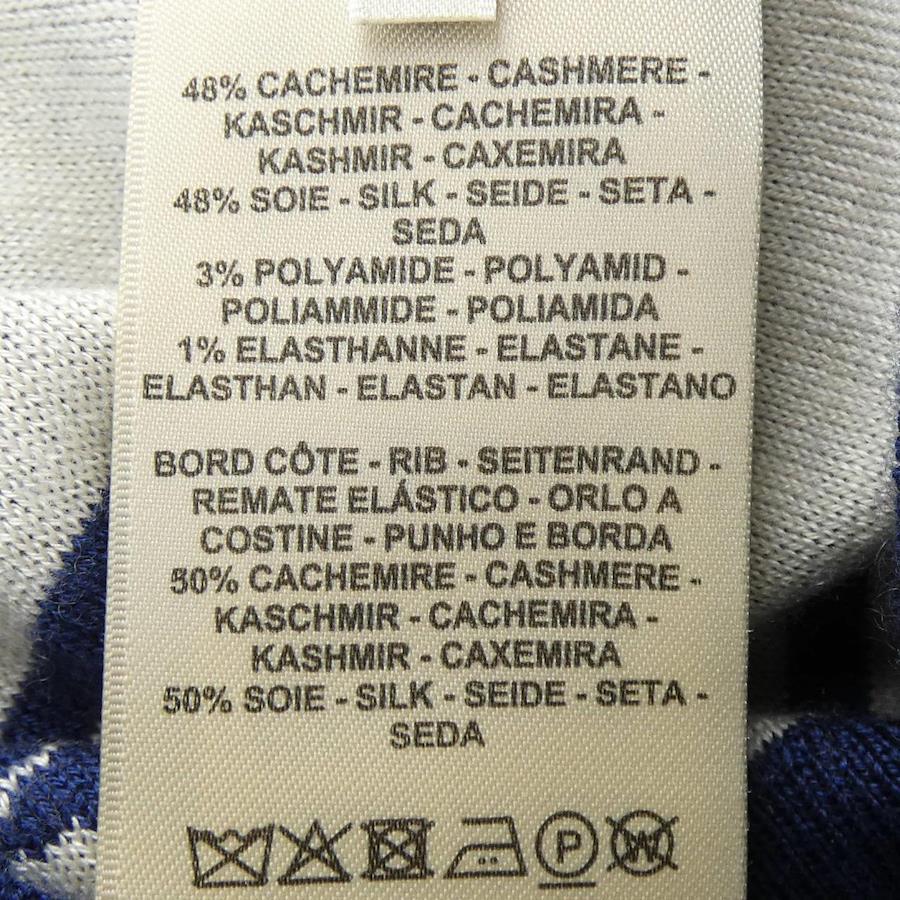 48% CACHEMIRE - CASHMERE -
KASCHMIR - CACHEMIRA -
KASHMIR - CAXEMIRA
48% SOIE - SILK - SEIDE - SETA -
SEDA
3% POLYAMIDE - POLYAMID -
POLIAMMIDE - POLIAMIDA
1% ELASTHANNE - ELASTANE -
ELASTHAN - ELASTAN - ELASTANO
BORD CÔTE - RIB - SEITENRAND -
REMATE ELÁSTICO - ORLO A
COSTINE - PUNHO E BORDA
50% CACHEMIRE - CASHMERE -
KASCHMIR - CACHEMIRA -
KASHMIR - CAXEMIRA
50% SOIE - SILK - SEIDE - SETA -
SEDA
P W